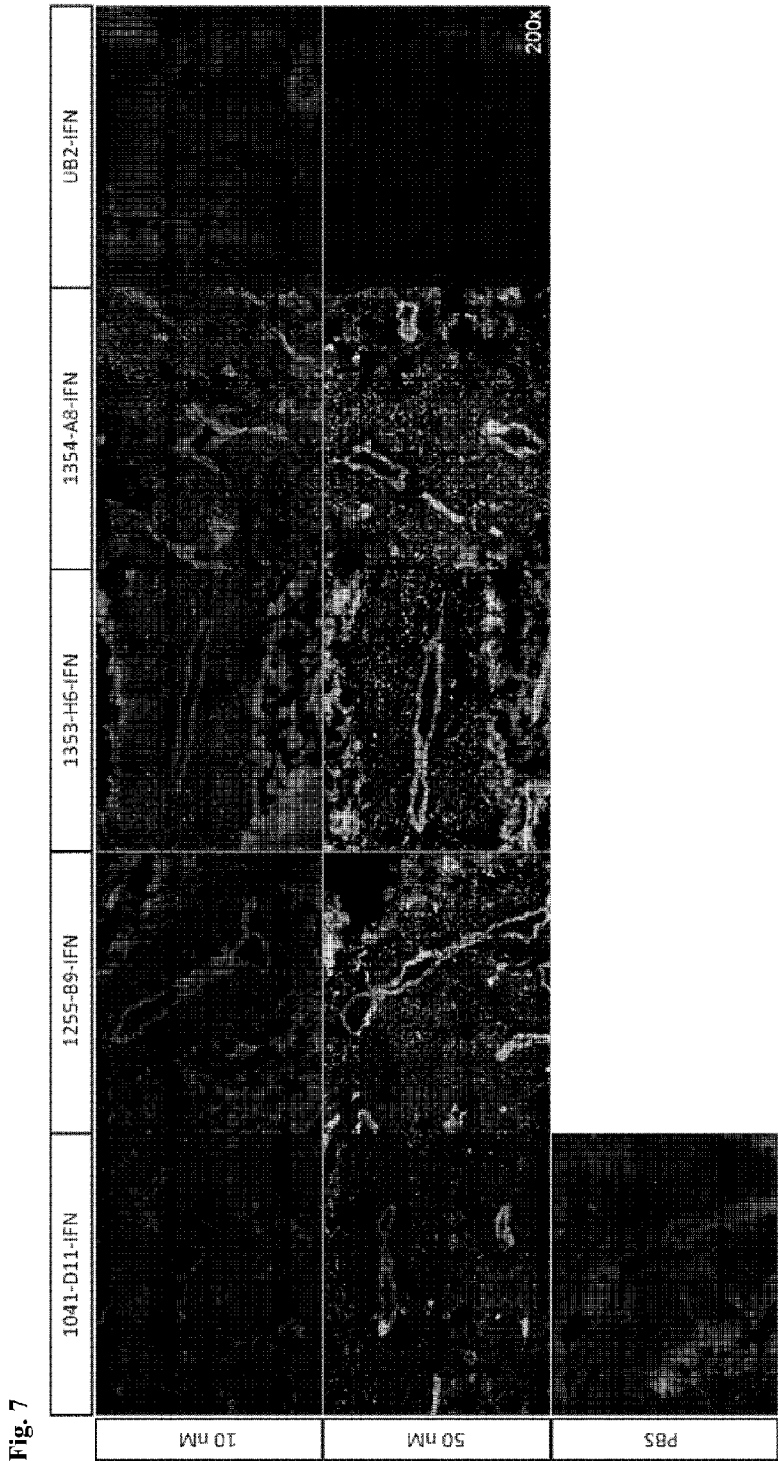 Fig. 7
1041-D11-IFN
1255-B9-IFN
1353-H6-IFN
1354-A8-IFN
UB2-IFN
10 nM
50 nM
200x
PBS